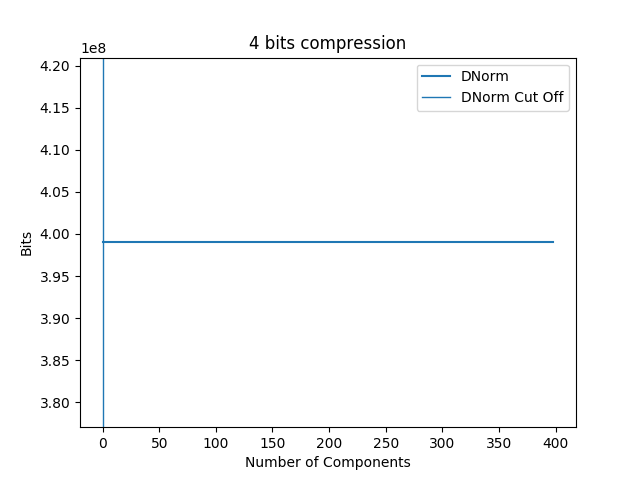 4 bits compression
1e8
4.20
4.15
4.10
4.05
4.00
3.95
3.90
3.85
3.80
Bits
DNorm
DNorm Cut Off
0 50 100 150 200 250 300 350 400
Number of Components